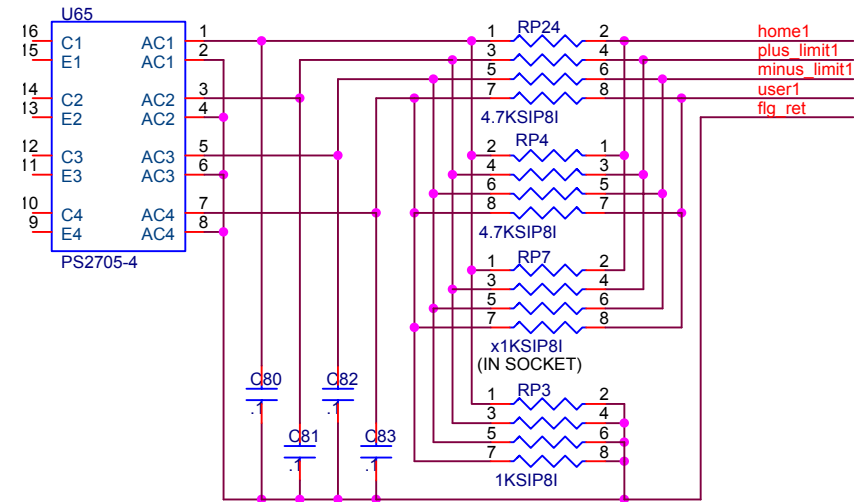 U65
16 C1 AC1 1
15 E1 AC1 2
14 C2 AC2 3
13 E2 AC2 4
12 C3 AC3 5
11 E3 AC3 6
10 C4 AC4 7
9 E4 AC4 8
PS2705-4
RP24
1 2
3 4
5 6
7 8
4.7KSIP8I
home1
plus_limit1
minus_limit1
user1
flg_ret
RP4
2 1
4 3
6 5
8 7
4.7KSIP8I
RP7
1 2
3 4
5 6
7 8
x1KSIP8I
(IN SOCKET)
RP3
1 2
3 4
5 6
7 8
1KSIP8I
C80
.1
C82
.1
C81
.1
C83
.1